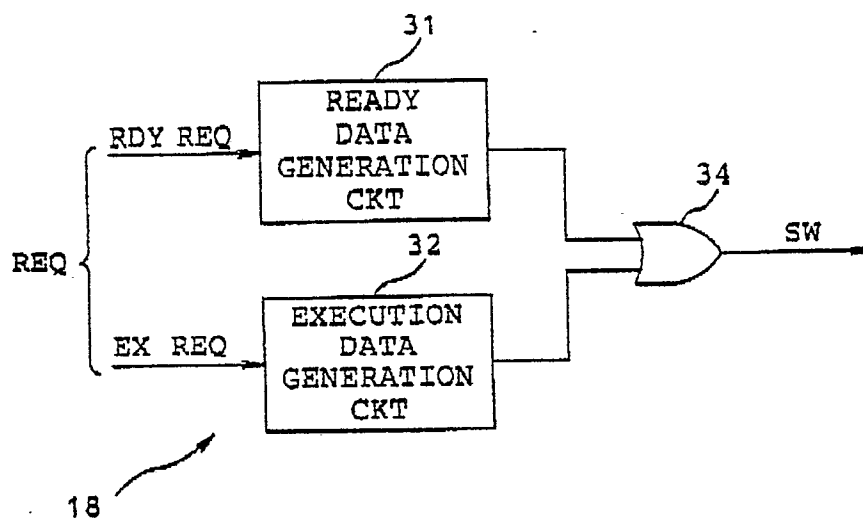 31
READY
DATA
GENERATION
CKT
RDY REQ
34
SW
REQ
32
EXECUTION
DATA
GENERATION
CKT
EX REQ
18